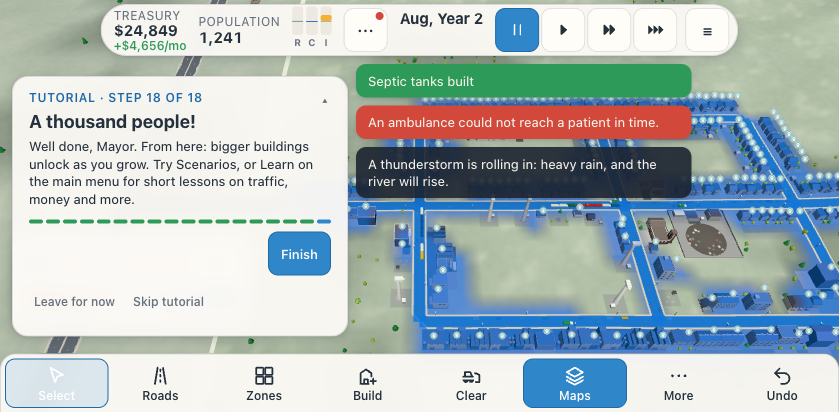 TREASURY
$24,849
+$4,656/mo
POPULATION
1,241
R C I
...
Aug, Year 2
TUTORIAL · STEP 18 OF 18
A thousand people!
Well done, Mayor. From here: bigger buildings
unlock as you grow. Try Scenarios, or Learn on
the main menu for short lessons on traffic,
money and more.
Finish
Leave for now Skip tutorial
Septic tanks built
An ambulance could not reach a patient in time.
A thunderstorm is rolling in: heavy rain, and the
river will rise.
Select Roads Zones Build Clear Maps More Undo